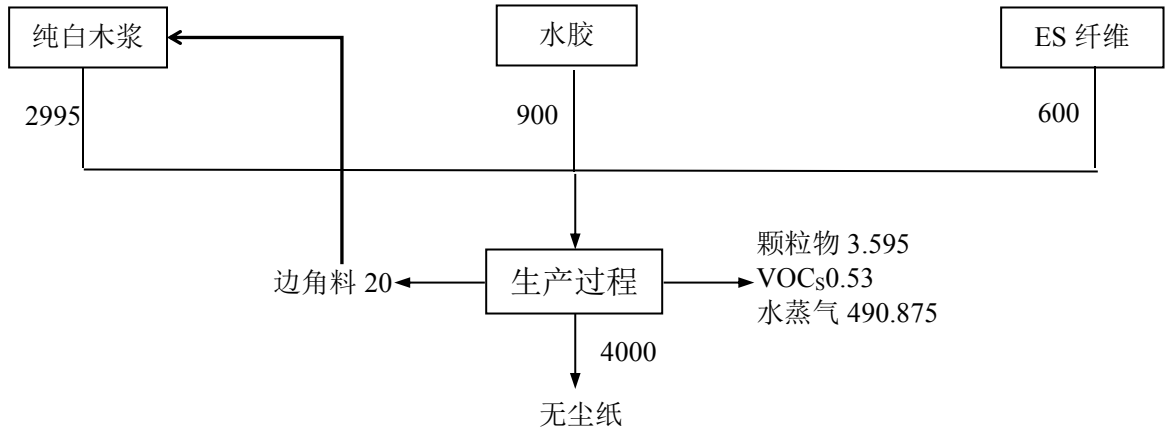 纯白木浆
水胶
ES 纤维
2995
900
600
颗粒物 3.595
VOCS0.53
水蒸气 490.875
边角料 20
生产过程
4000
无尘纸